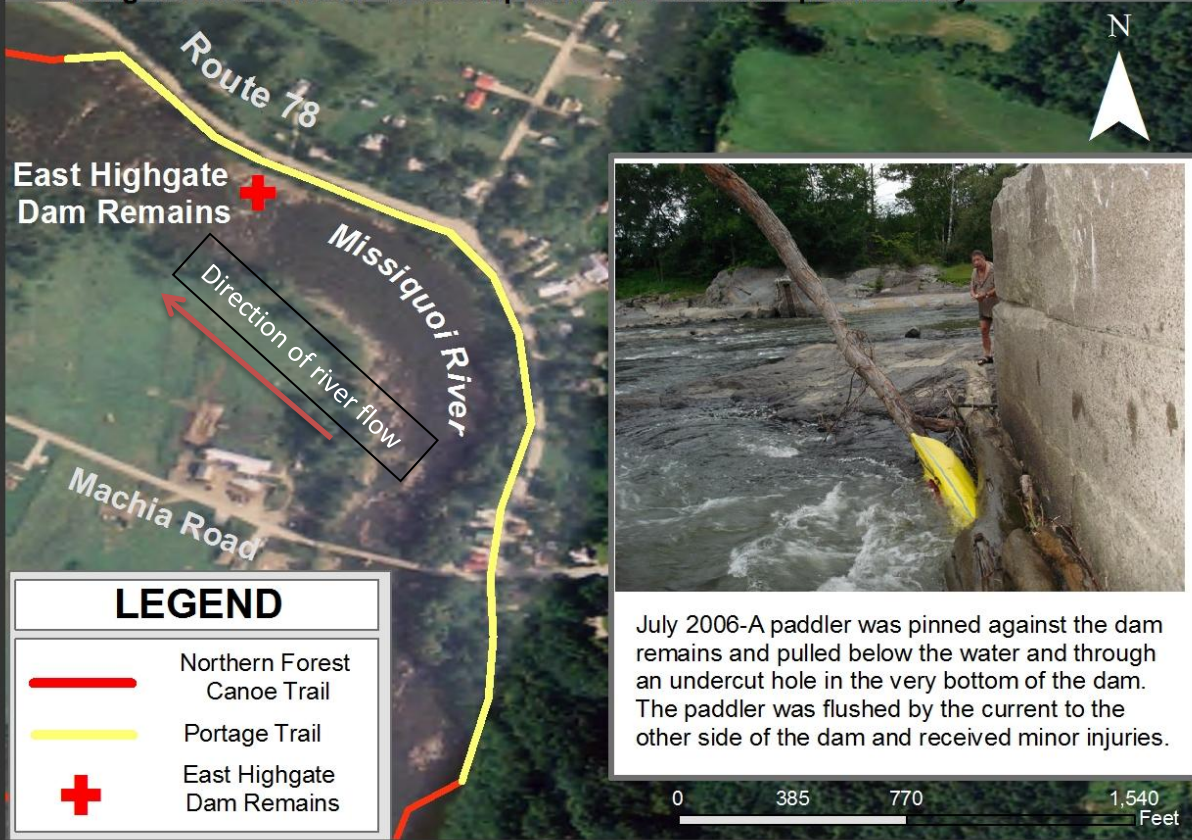 N
Route 78
East Highgate
Dam Remains
Missiquoi River
Direction of river flow
Machia Road
LEGEND
Northern Forest
Canoe Trail
Portage Trail
East Highgate
Dam Remains
July 2006-A paddler was pinned against the dam
remains and pulled below the water and through
an undercut hole in the very bottom of the dam.
The paddler was flushed by the current to the
other side of the dam and received minor injuries.
0 385 770 1,540
Feet